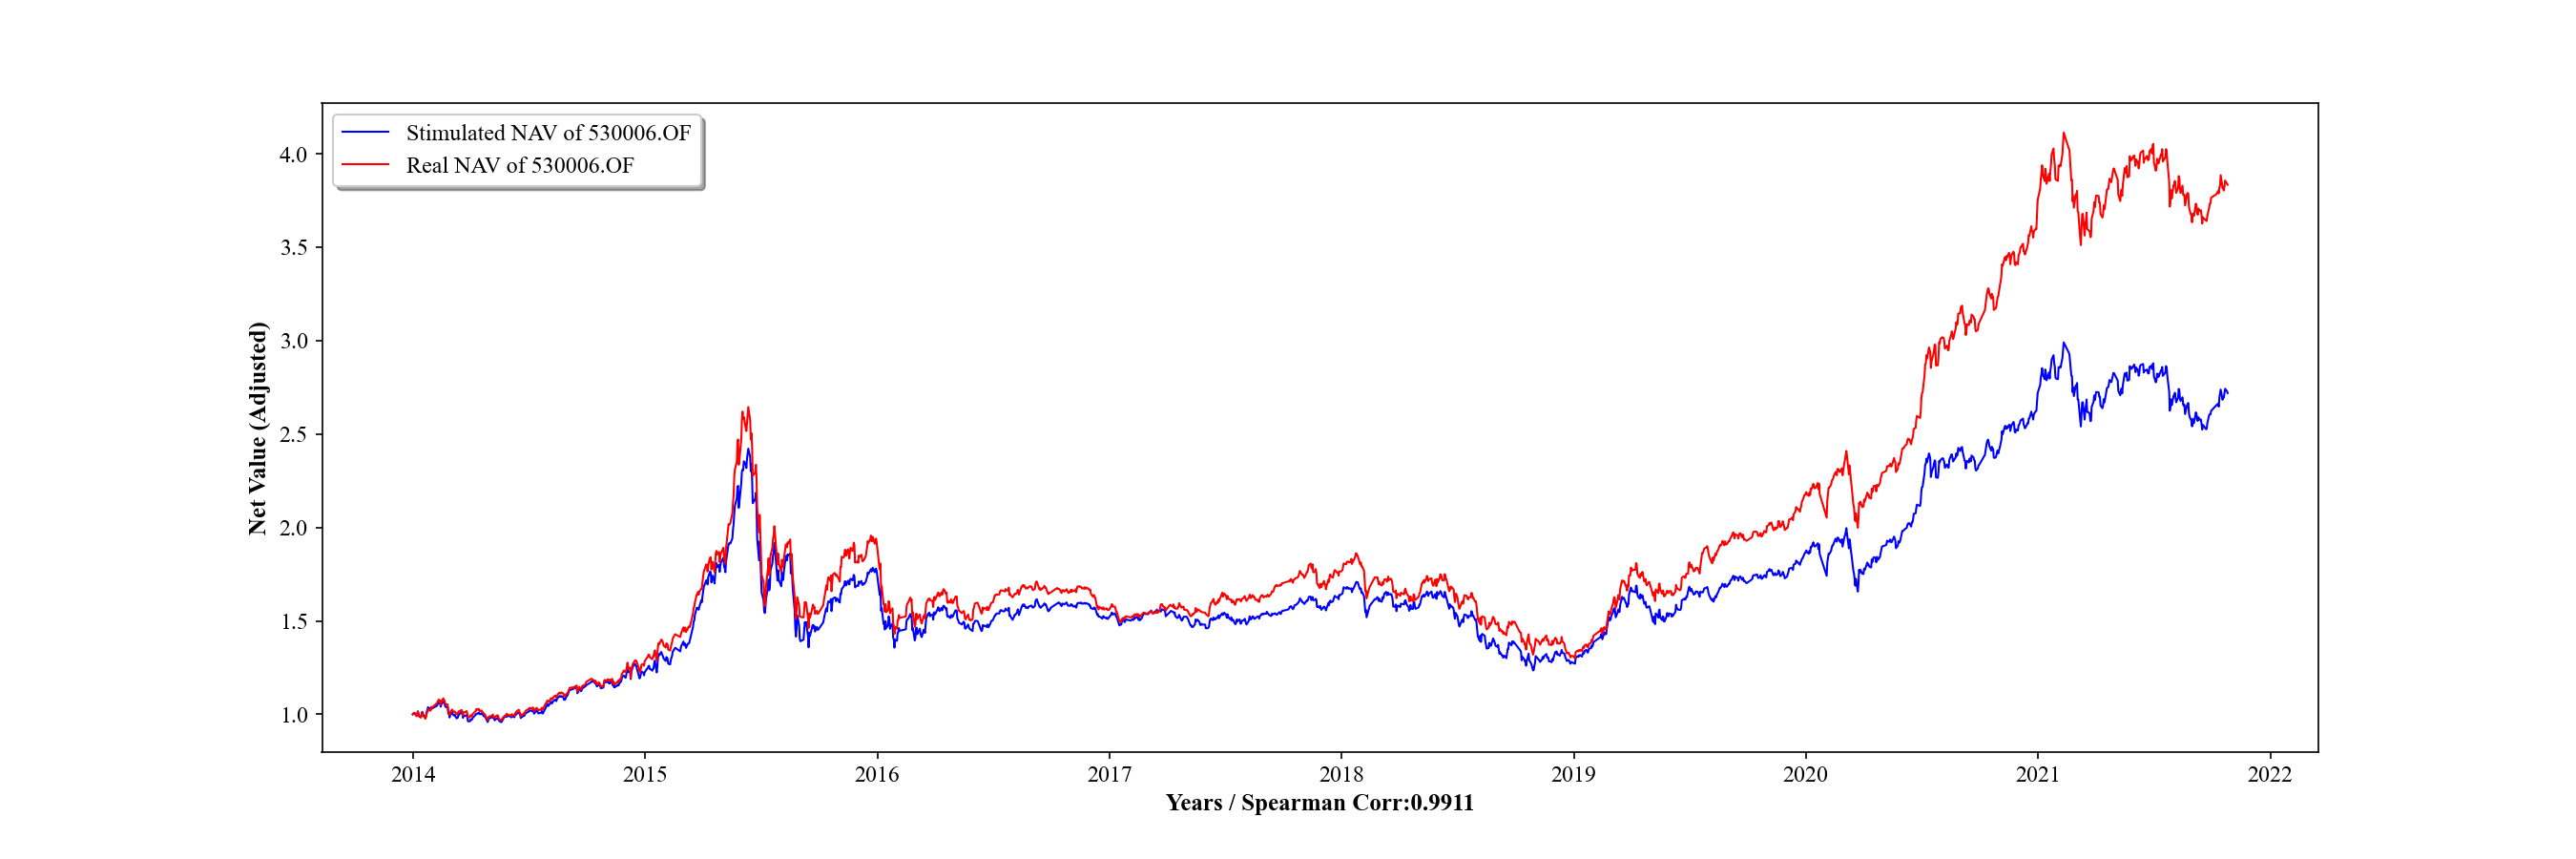 Stimulated NAV of 530006.OF
Real NAV of 530006.OF
4.0
3.5
3.0
2.5
2.0
1.5
1.0
Net Value (Adjusted)
2014 2015 2016 2017 2018 2019 2020 2021 2022
Years / Spearman Corr:0.9911